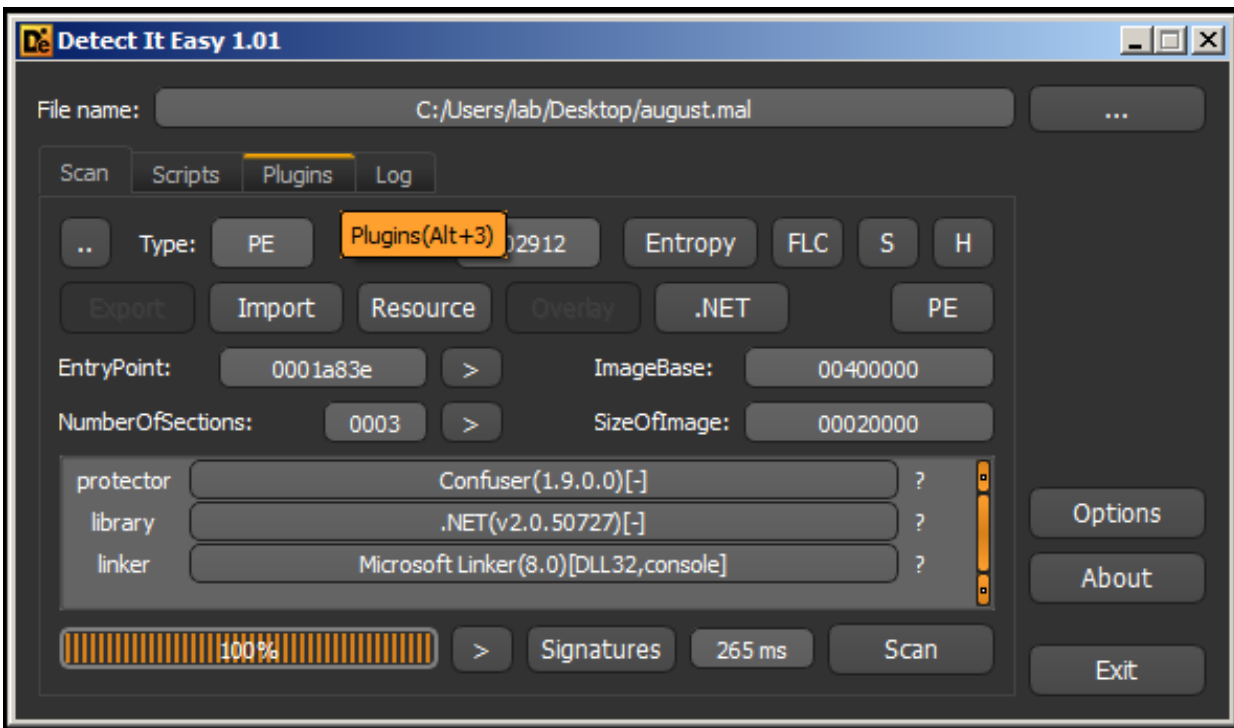 Detect It Easy 1.01
File name: C:/Users/lab/Desktop/august.mal ...
Scan Scripts Plugins Log
.. Type: PE Plugins(Alt+3) 02912 Entropy FLC S H
Export Import Resource Overlay .NET PE
EntryPoint: 0001a83e > ImageBase: 00400000
NumberOfSections: 0003 > SizeOfImage: 00020000
protector Confuser(1.9.0.0)[-] ?
library .NET(v2.0.50727)[-] ?
linker Microsoft Linker(8.0)[DLL32,console] ?
Options
About
100% > Signatures 265 ms Scan
Exit